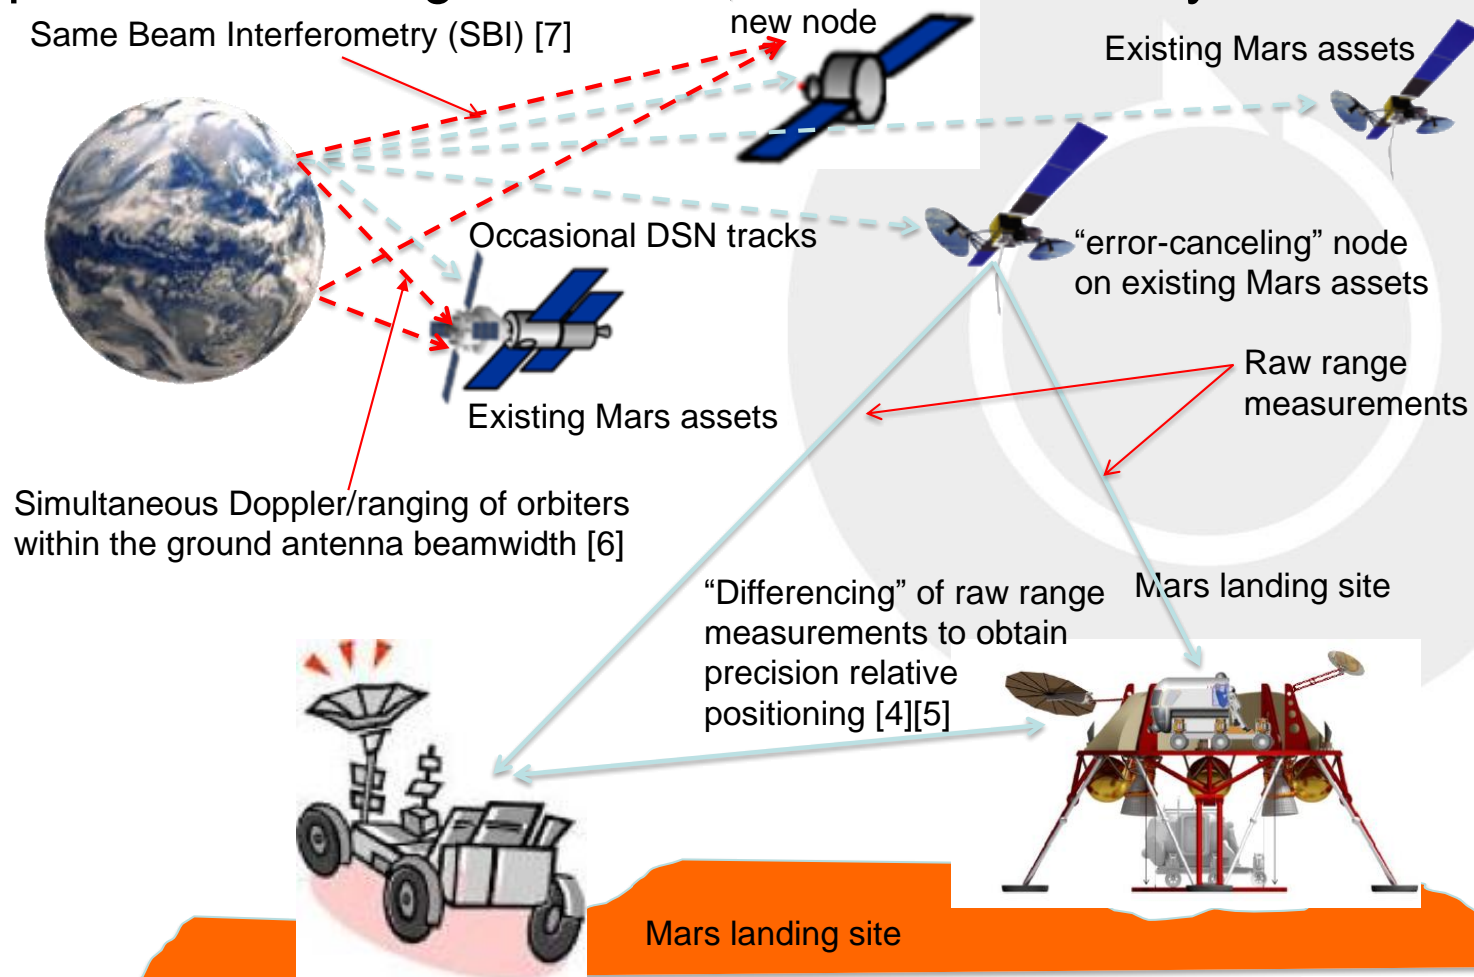 Same Beam Interferometry (SBI) [7]
new node
Existing Mars assets
Occasional DSN tracks
“error-canceling” node
on existing Mars assets
Raw range
measurements
Existing Mars assets
Simultaneous Doppler/ranging of orbiters
within the ground antenna beamwidth [6]
“Differencing” of raw range
measurements to obtain
precision relative
positioning [4][5]
Mars landing site
Mars landing site